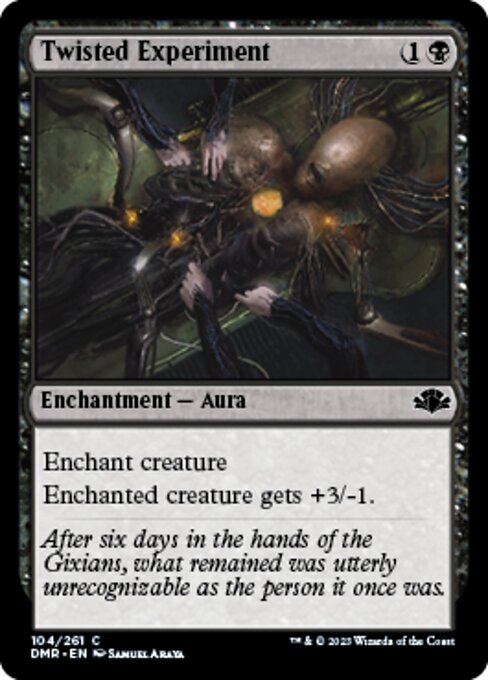 Twisted Experiment 1
Enchantment — Aura
Enchant creature
Enchanted creature gets +3/-1.
After six days in the hands of the
Gixians, what remained was utterly
unrecognizable as the person it once was.
104/261 C
DMR • EN Samuel Araya
™ & © 2023 Wizards of the Coast